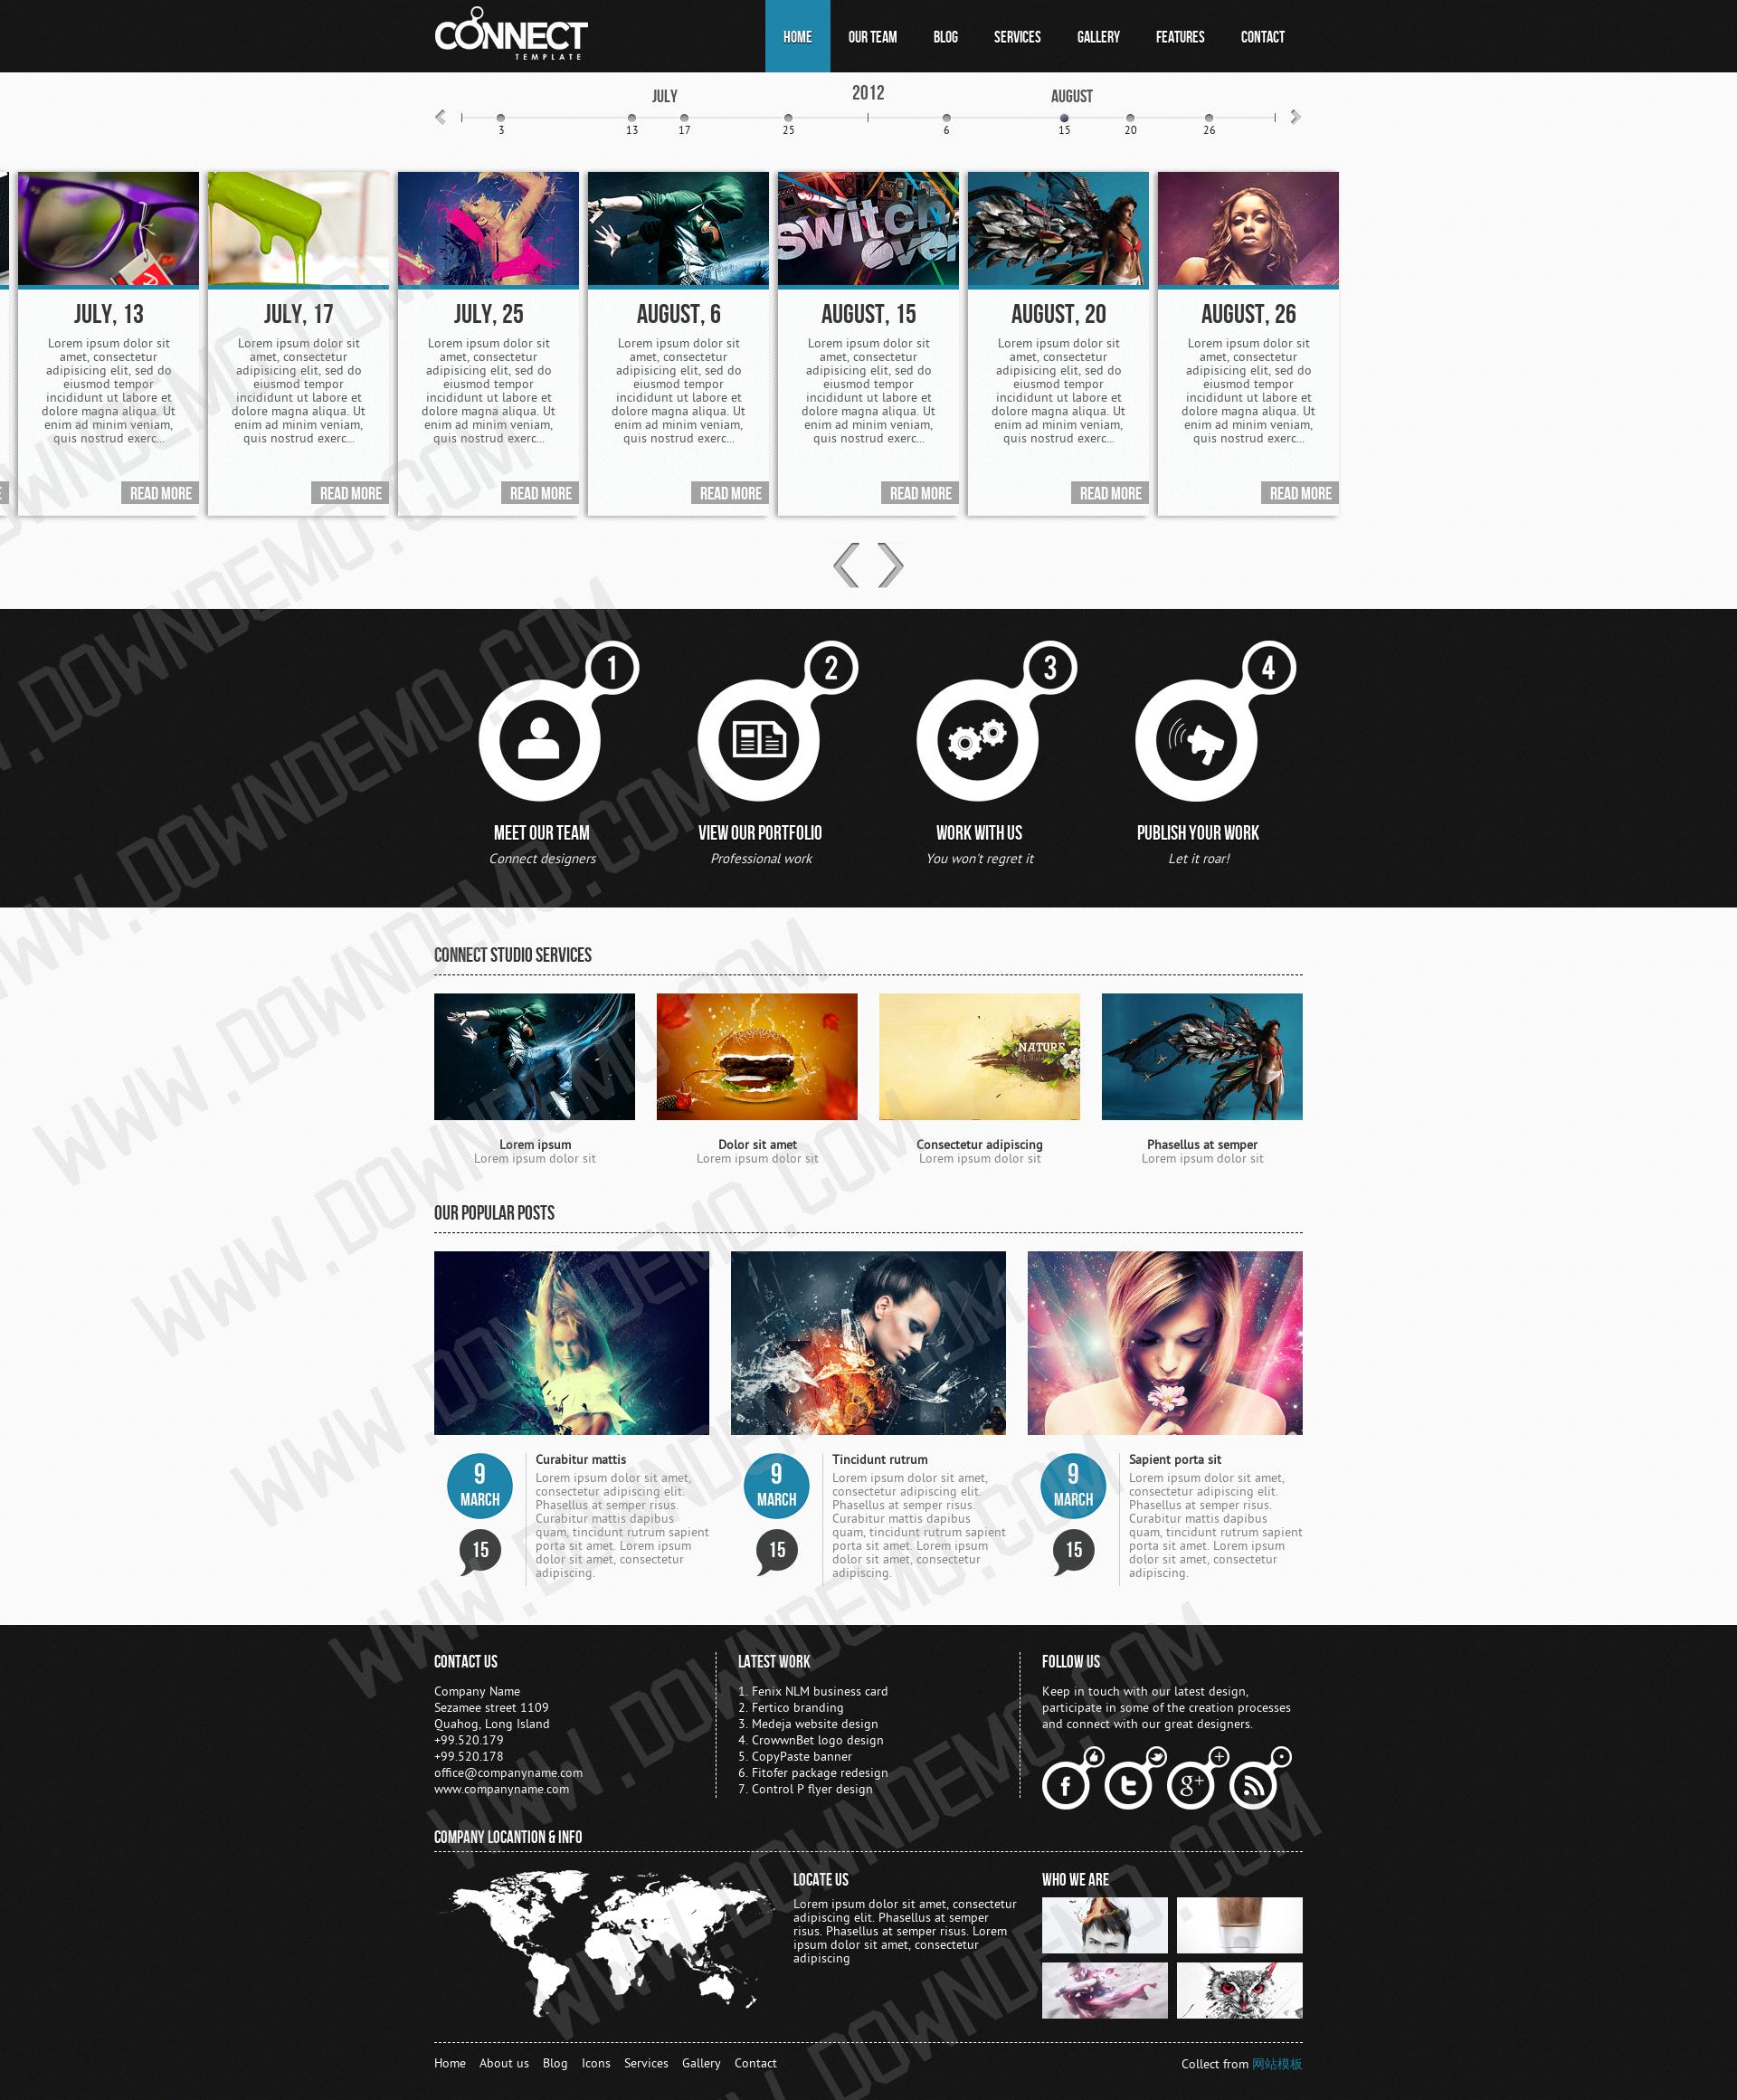 CONNECT
TEMPLATE
HOME OUR TEAM BLOG SERVICES GALLERY FEATURES CONTACT
JULY 2012 AUGUST
3 13 17 25 6 15 20 26
switch
over
JULY, 13
Lorem ipsum dolor sit
amet, consectetur
adipisicing elit, sed do
eiusmod tempor
incididunt ut labore et
dolore magna aliqua. Ut
enim ad minim veniam,
quis nostrud exerc...
READ MORE
JULY, 17
Lorem ipsum dolor sit
amet, consectetur
adipisicing elit, sed do
eiusmod tempor
incididunt ut labore et
dolore magna aliqua. Ut
enim ad minim veniam,
quis nostrud exerc...
READ MORE
JULY, 25
Lorem ipsum dolor sit
amet, consectetur
adipisicing elit, sed do
eiusmod tempor
incididunt ut labore et
dolore magna aliqua. Ut
enim ad minim veniam,
quis nostrud exerc...
READ MORE
AUGUST, 6
Lorem ipsum dolor sit
amet, consectetur
adipisicing elit, sed do
eiusmod tempor
incididunt ut labore et
dolore magna aliqua. Ut
enim ad minim veniam,
quis nostrud exerc...
READ MORE
AUGUST, 15
Lorem ipsum dolor sit
amet, consectetur
adipisicing elit, sed do
eiusmod tempor
incididunt ut labore et
dolore magna aliqua. Ut
enim ad minim veniam,
quis nostrud exerc...
READ MORE
AUGUST, 20
Lorem ipsum dolor sit
amet, consectetur
adipisicing elit, sed do
eiusmod tempor
incididunt ut labore et
dolore magna aliqua. Ut
enim ad minim veniam,
quis nostrud exerc...
READ MORE
AUGUST, 26
Lorem ipsum dolor sit
amet, consectetur
adipisicing elit, sed do
eiusmod tempor
incididunt ut labore et
dolore magna aliqua. Ut
enim ad minim veniam,
quis nostrud exerc...
READ MORE
1
MEET OUR TEAM
Connect designers
2
VIEW OUR PORTFOLIO
Professional work
3
WORK WITH US
You won't regret it
4
PUBLISH YOUR WORK
Let it roar!
CONNECT STUDIO SERVICES
NATURE
Lorem ipsum
Lorem ipsum dolor sit
Dolor sit amet
Lorem ipsum dolor sit
Consectetur adipiscing
Lorem ipsum dolor sit
Phasellus at semper
Lorem ipsum dolor sit
OUR POPULAR POSTS
9
MARCH
15
Curabitur mattis
Lorem ipsum dolor sit amet,
consectetur adipiscing elit.
Phasellus at semper risus.
Curabitur mattis dapibus
quam, tincidunt rutrum sapient
porta sit amet. Lorem ipsum
dolor sit amet, consectetur
adipiscing.
9
MARCH
15
Tincidunt rutrum
Lorem ipsum dolor sit amet,
consectetur adipiscing elit.
Phasellus at semper risus.
Curabitur mattis dapibus
quam, tincidunt rutrum sapient
porta sit amet. Lorem ipsum
dolor sit amet, consectetur
adipiscing.
9
MARCH
15
Sapient porta sit
Lorem ipsum dolor sit amet,
consectetur adipiscing elit.
Phasellus at semper risus.
Curabitur mattis dapibus
quam, tincidunt rutrum sapient
porta sit amet. Lorem ipsum
dolor sit amet, consectetur
adipiscing.
CONTACT US
Company Name
Sezamee street 1109
Quahog, Long Island
+99.520.179
+99.520.178
office@companyname.com
www.companyname.com
LATEST WORK
1. Fenix NLM business card
2. Fertico branding
3. Medeja website design
4. CrowwnBet logo design
5. CopyPaste banner
6. Fitofer package redesign
7. Control P flyer design
FOLLOW US
Keep in touch with our latest design,
participate in some of the creation processes
and connect with our great designers.
COMPANY LOCANTION & INFO
LOCATE US
Lorem ipsum dolor sit amet, consectetur
adipiscing elit. Phasellus at semper
risus. Phasellus at semper risus. Lorem
ipsum dolor sit amet, consectetur
adipiscing
WHO WE ARE
Home About us Blog Icons Services Gallery Contact
Collect from 网站模板
WWW.DOWNDEMO.COM